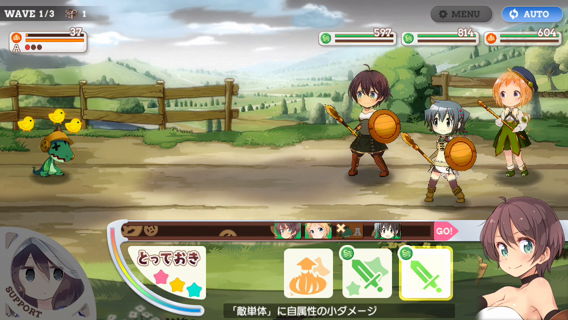 WAVE 1/3 1
MENU
AUTO
37
A
597
814
604
GO!
とっておき
SUPPORT
「敵単体」に自属性の小ダメージ